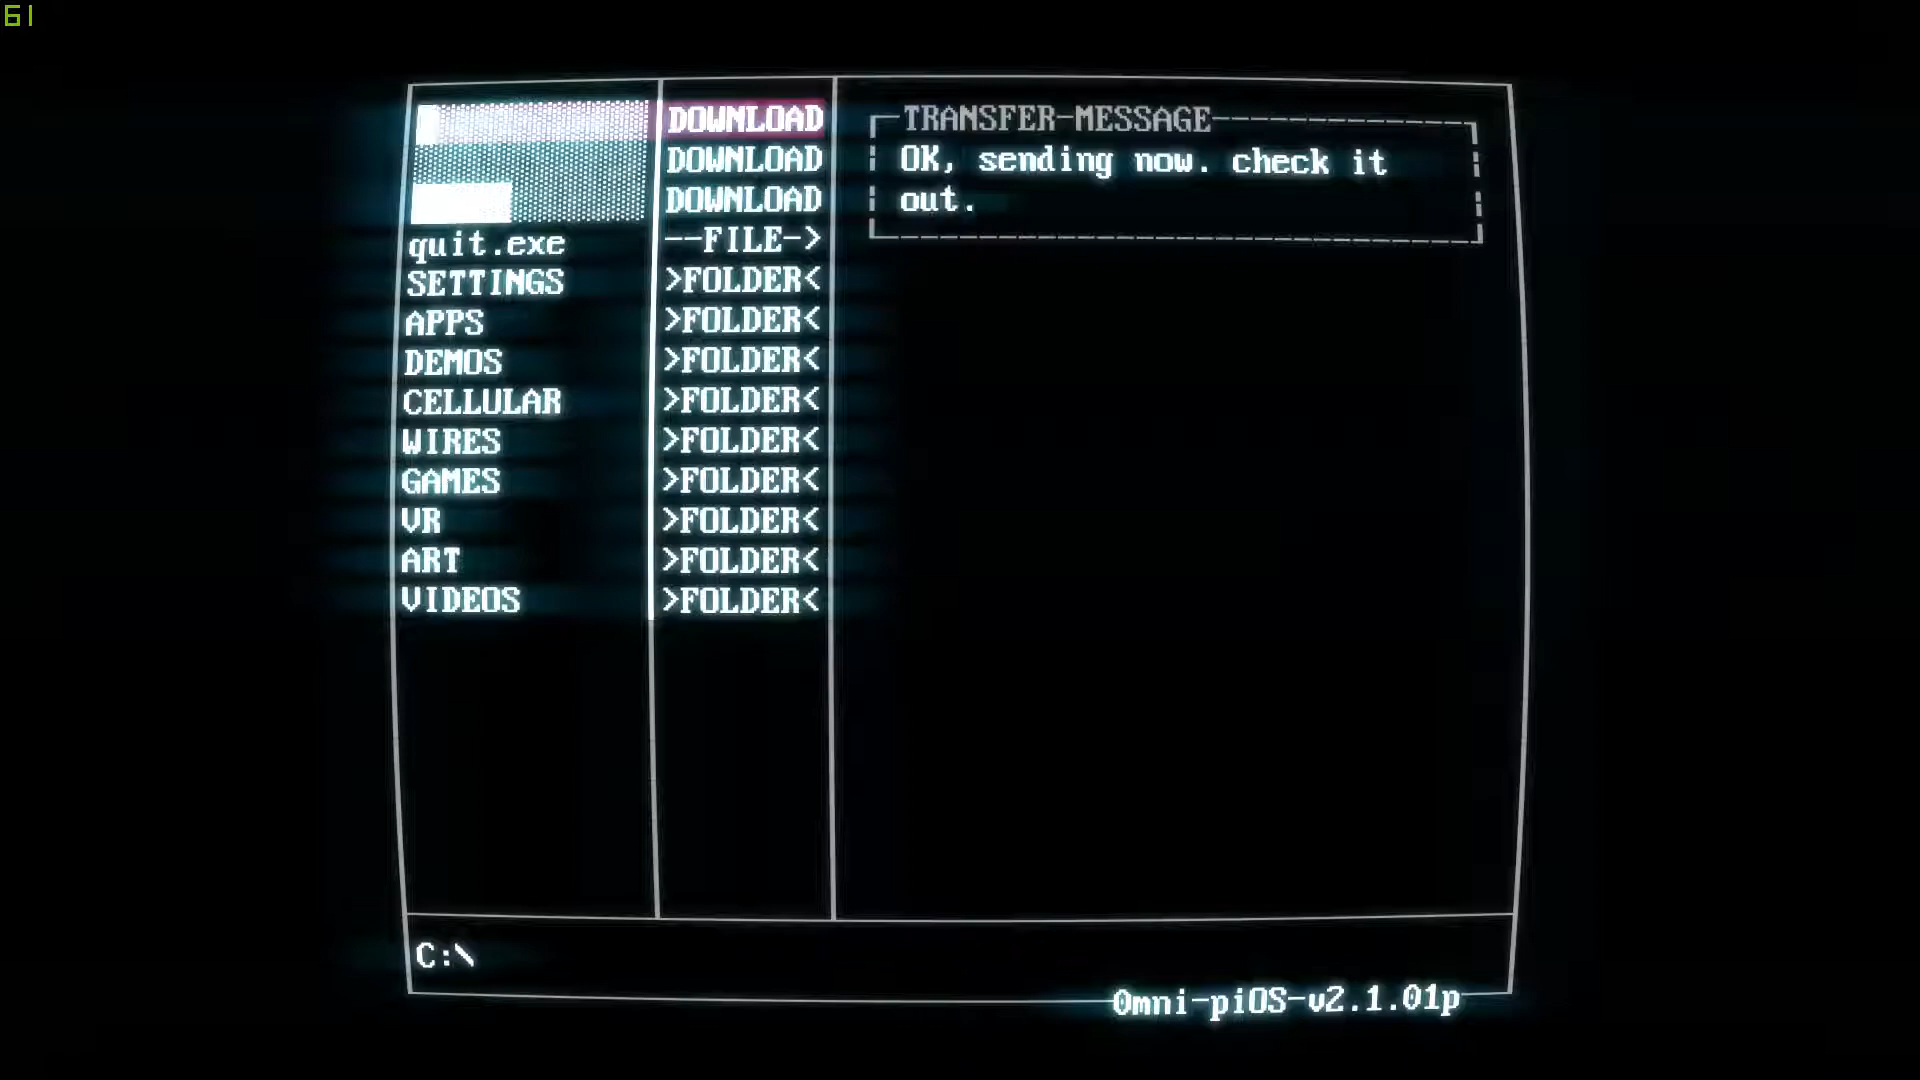 61
DOWNLOAD
DOWNLOAD
DOWNLOAD
quit.exe --FILE->
SETTINGS >FOLDER<
APPS >FOLDER<
DEMOS >FOLDER<
CELLULAR >FOLDER<
WIRES >FOLDER<
GAMES >FOLDER<
VR >FOLDER<
ART >FOLDER<
VIDEOS >FOLDER<
TRANSFER-MESSAGE
OK, sending now. check it
out.
C:\
0mni-piOS-v2.1.01p